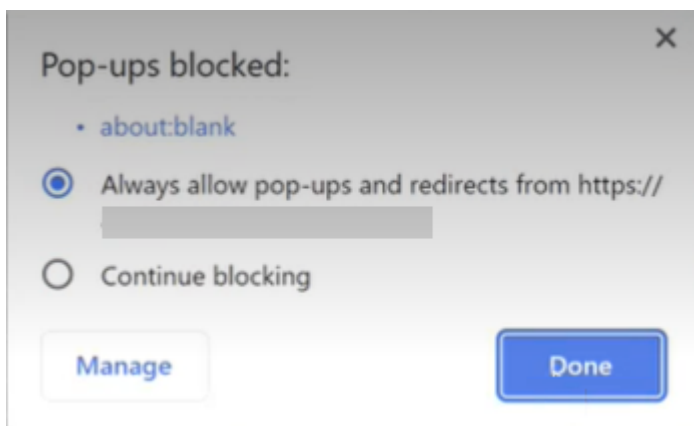 Pop-ups blocked:
• about:blank
Always allow pop-ups and redirects from https://
Continue blocking
Manage
Done